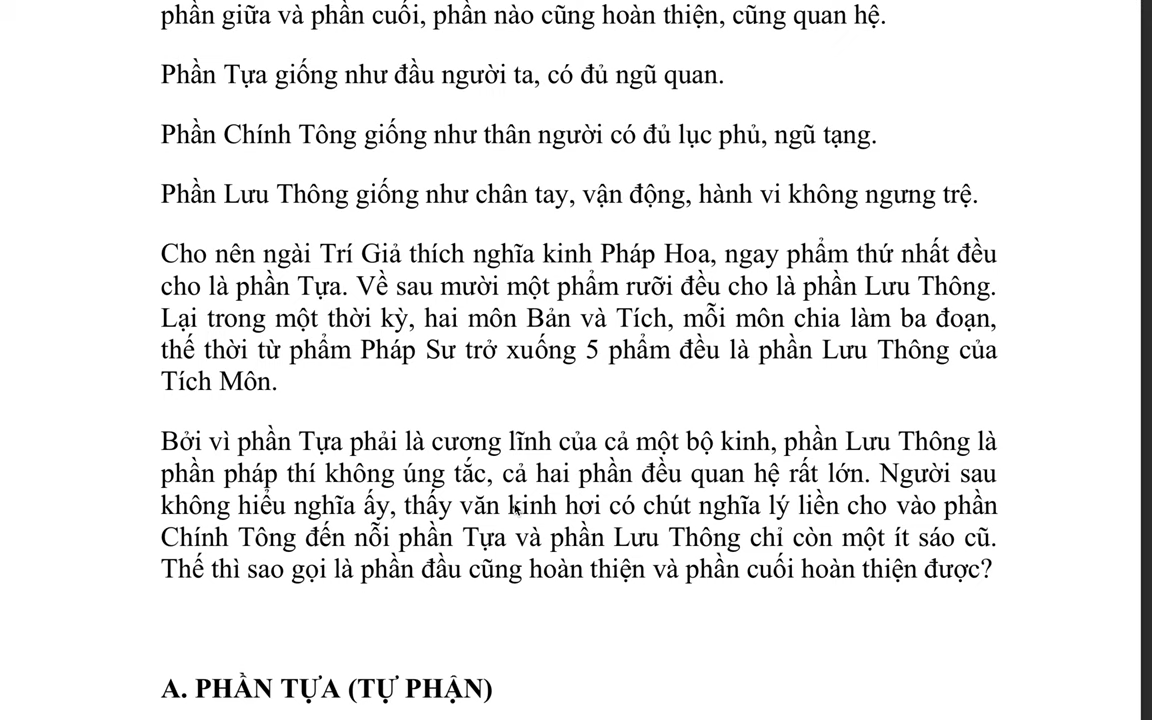 phần giữa và phần cuối, phần nào cũng hoàn thiện, cũng quan hệ.
Phần Tựa giống như đầu người ta, có đủ ngũ quan.
Phần Chính Tông giống như thân người có đủ lục phủ, ngũ tạng.
Phần Lưu Thông giống như chân tay, vận động, hành vi không ngưng trệ.
Cho nên ngài Trí Giả thích nghĩa kinh Pháp Hoa, ngay phẩm thứ nhất đều
cho là phần Tựa. Về sau mười một phẩm rưỡi đều cho là phần Lưu Thông.
Lại trong một thời kỳ, hai môn Bản và Tích, mỗi môn chia làm ba đoạn,
thế thời từ phẩm Pháp Sư trở xuống 5 phẩm đều là phần Lưu Thông của
Tích Môn.
Bởi vì phần Tựa phải là cương lĩnh của cả một bộ kinh, phần Lưu Thông là
phần pháp thí không úng tắc, cả hai phần đều quan hệ rất lớn. Người sau
không hiểu nghĩa ấy, thấy văn kinh hơi có chút nghĩa lý liền cho vào phần
Chính Tông đến nỗi phần Tựa và phần Lưu Thông chỉ còn một ít sáo cũ.
Thế thì sao gọi là phần đầu cũng hoàn thiện và phần cuối hoàn thiện được?
A. PHẦN TỰA (TỰ PHẬN)